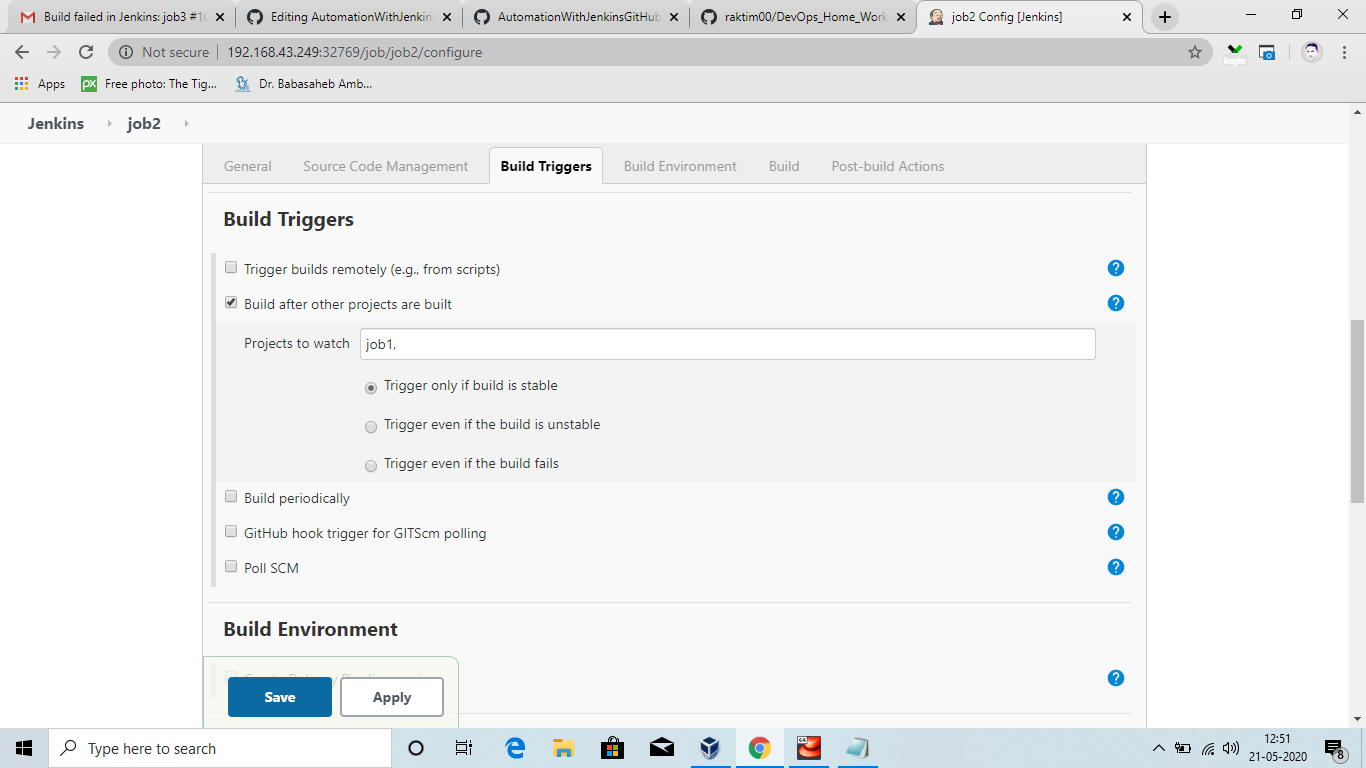 Build failed in Jenkins: job3 #10
Editing AutomationWithJenkin
AutomationWithJenkinsGitHub
raktim00/DevOps_Home_Work
job2 Config [Jenkins]
Not secure
192.168.43.249:32769/job/job2/configure
login
Apps
px
Free photo: The Tig...
Dr. Babasaheb Amb...
Jenkins
job2
General
Source Code Management
Build Triggers
Build Environment
Build
Post-build Actions
Build Triggers
Trigger builds remotely (e.g., from scripts)
?
Build after other projects are built
?
Projects to watch
job1,
Trigger only if build is stable
Trigger even if the build is unstable
Trigger even if the build fails
Build periodically
?
GitHub hook trigger for GITScm polling
?
Poll SCM
?
Build Environment
?
Save
Apply
Type here to search
64
12:51
21-05-2020
8